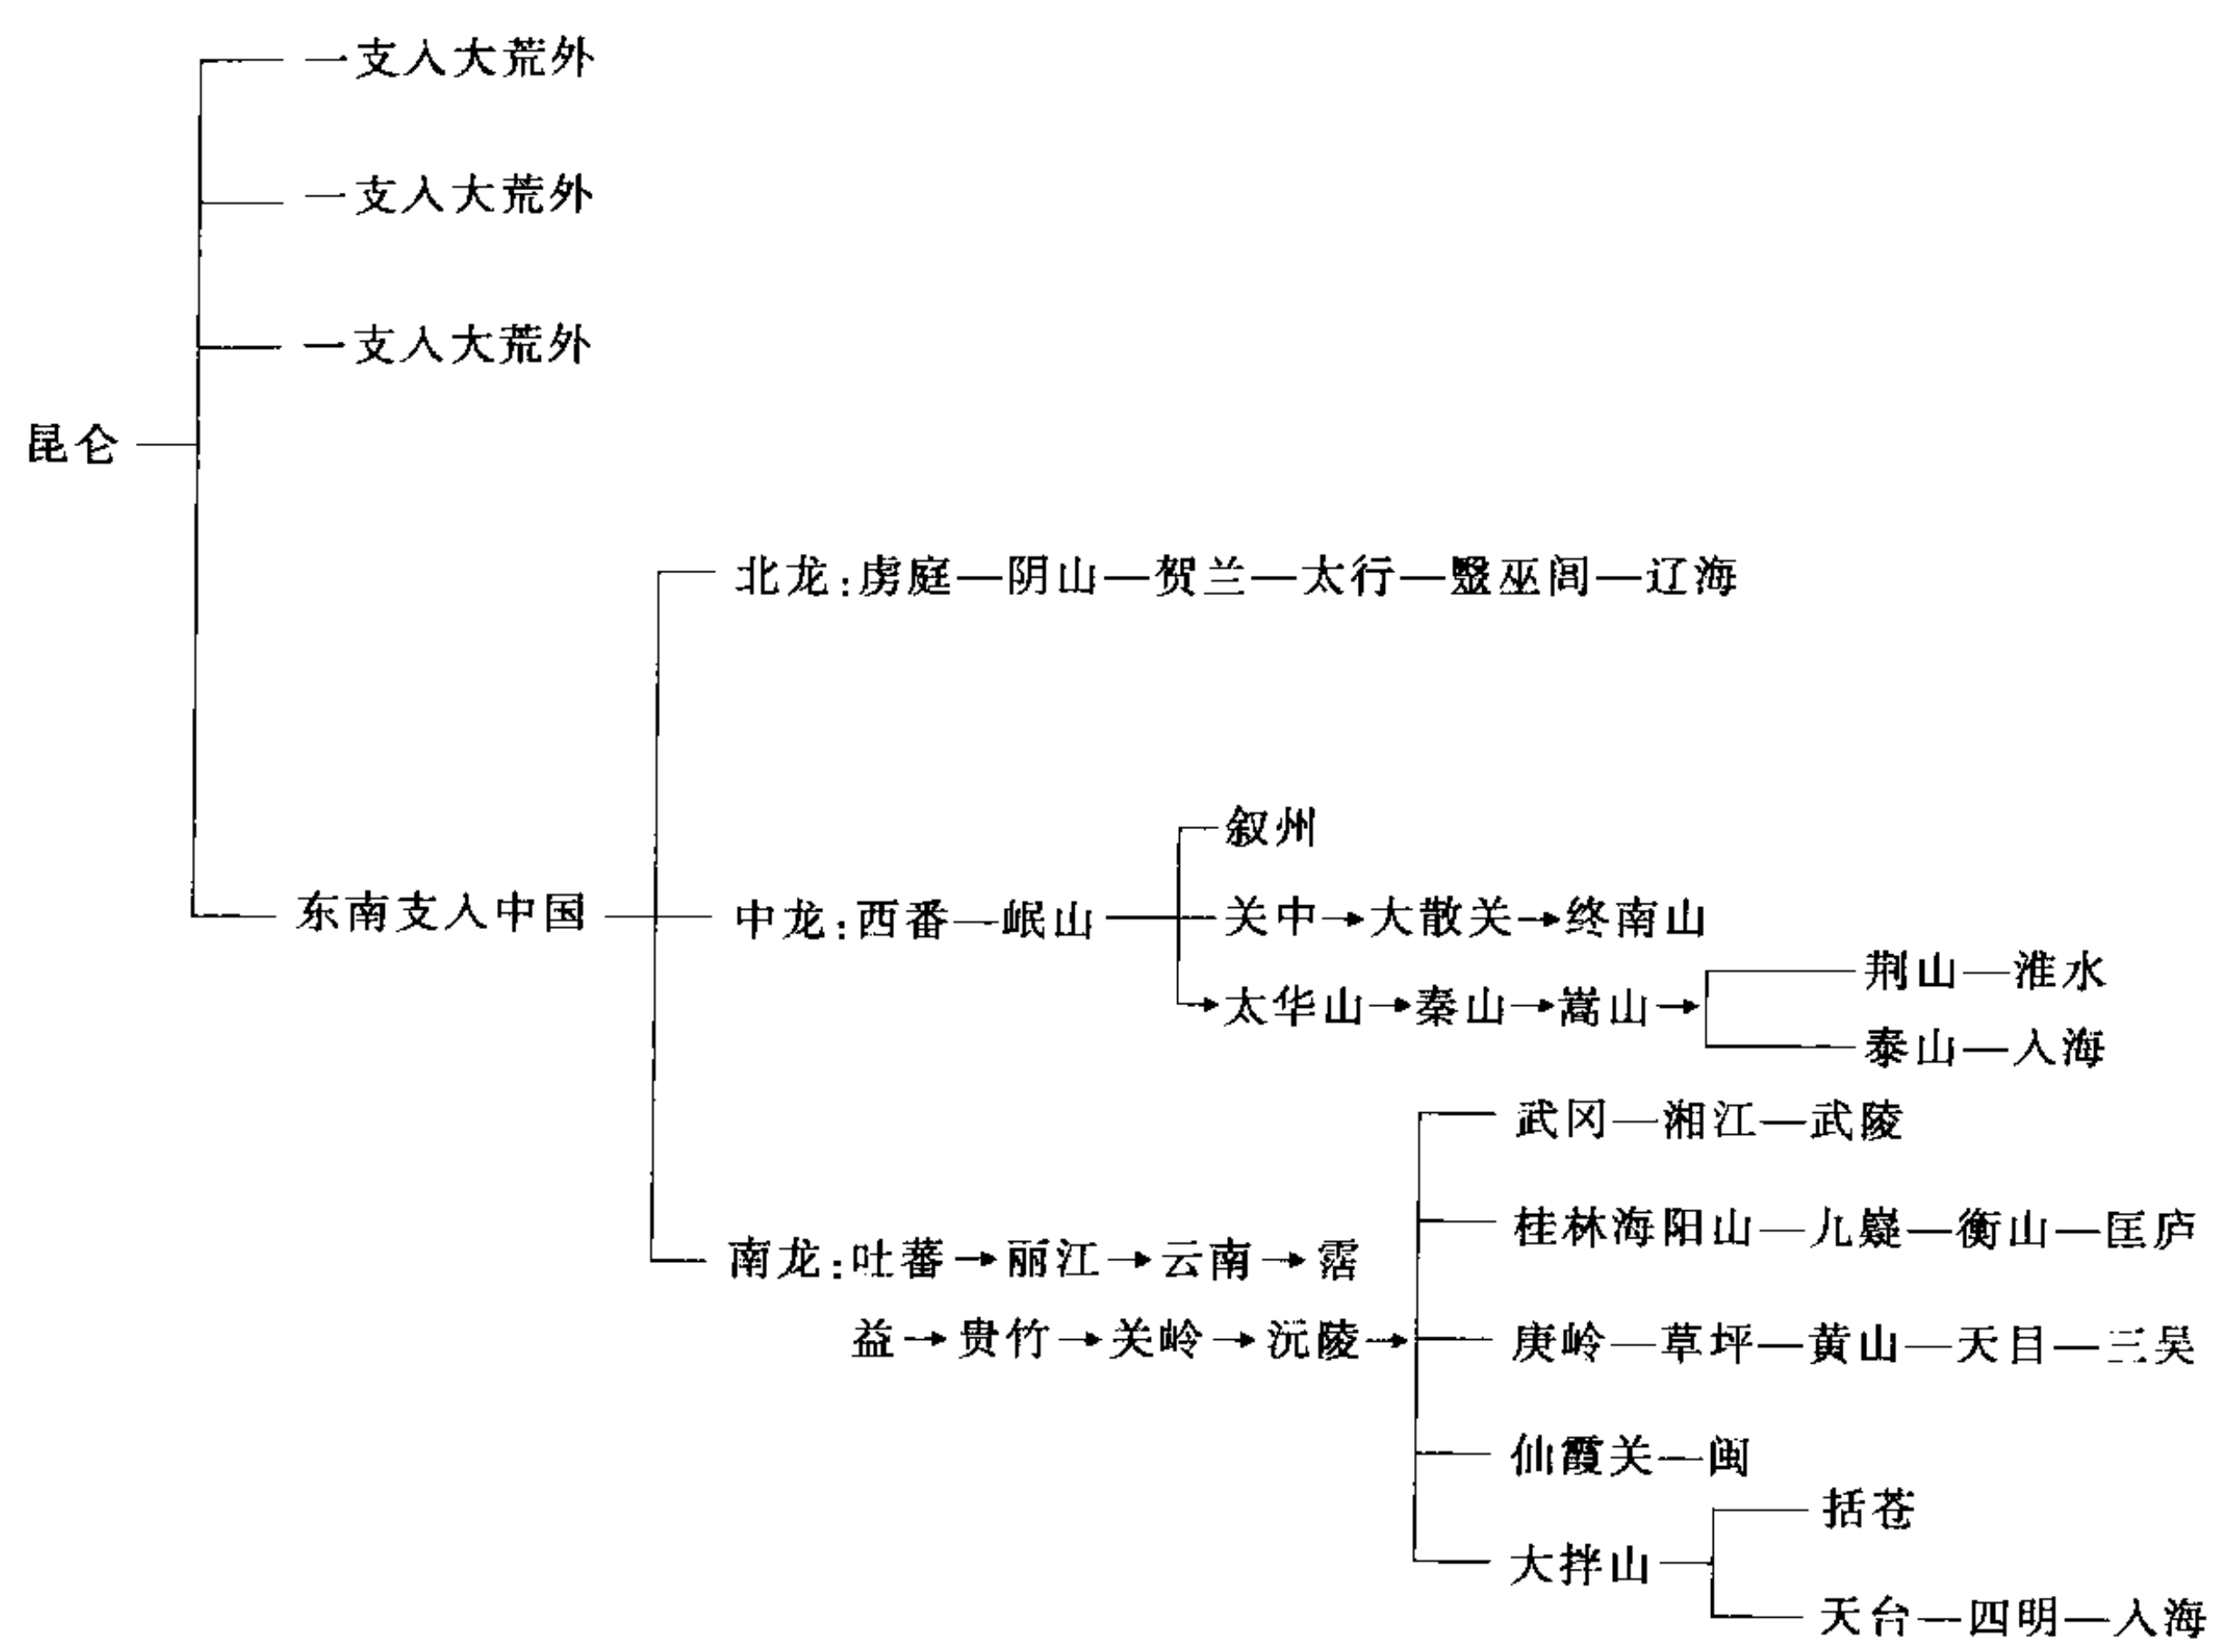 一支入大荒外
一支入大荒外
一支入大荒外
昆仑
北龙:虏庭—阴山—贺兰—太行—毉巫闾—辽海
叙州
东南支入中国
中龙:西番—岷山
关中→大散关→终南山
荆山—淮水
太华山→秦山→嵩山→
泰山—入海
武冈—湘江—武陵
桂林海阳山—九嶷—衡山—匡庐
南龙:吐蕃→丽江→云南→霑
益→贵竹→关岭→沅陵→
庚岭—草坪—黄山—天目—三吴
仙霞关—闽
括苍
大拌山
天台—四明—入海